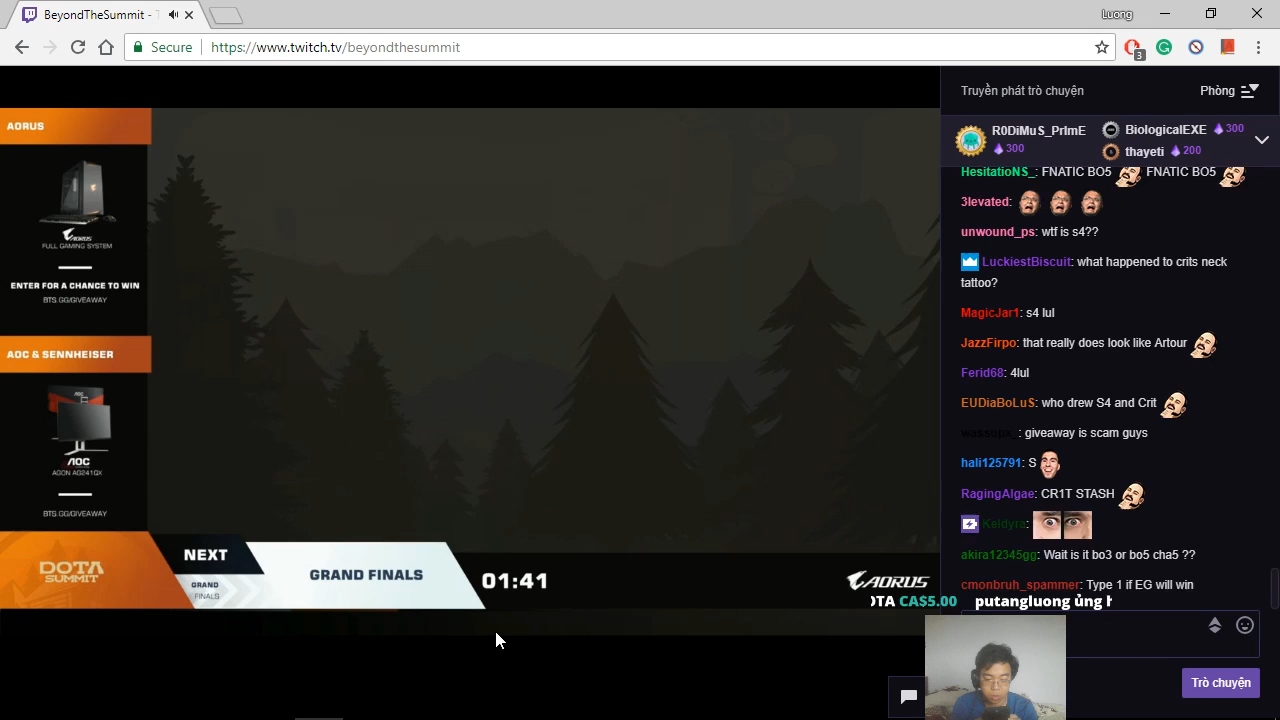 BeyondTheSummit - T
Luong
Secure
https://www.twitch.tv/beyondthesummit
3
AORUS
AORUS
FULL GAMING SYSTEM
ENTER FOR A CHANCE TO WIN
BTS.GG/GIVEAWAY
AOC & SENNHEISER
AOC
AOC
AGON AG241QX
BTS.GG/GIVEAWAY
DOTA
SUMMIT
NEXT
GRAND
FINALS
GRAND FINALS
01:41
AORUS
Truyền phát trò chuyện
Phòng
R0DiMuS_PrImE
300
BiologicalEXE 300
thayeti 200
HesitatioNS_: FNATIC BO5 FNATIC BO5
3levated:
unwound_ps: wtf is s4??
LuckiestBiscuit: what happened to crits neck
tattoo?
MagicJar1: s4 lul
JazzFirpo: that really does look like Artour
Ferid68: 4lul
EUDiaBoLuS: who drew S4 and Crit
: giveaway is scam guys
hali125791: S
RagingAlgae: CR1T STASH
Keldyra:
akira12345gg: Wait is it bo3 or bo5 cha5 ??
cmonbruh_spammer: Type 1 if EG will win
OTA CA$5.00 putangluong ủng h
Trò chuyện